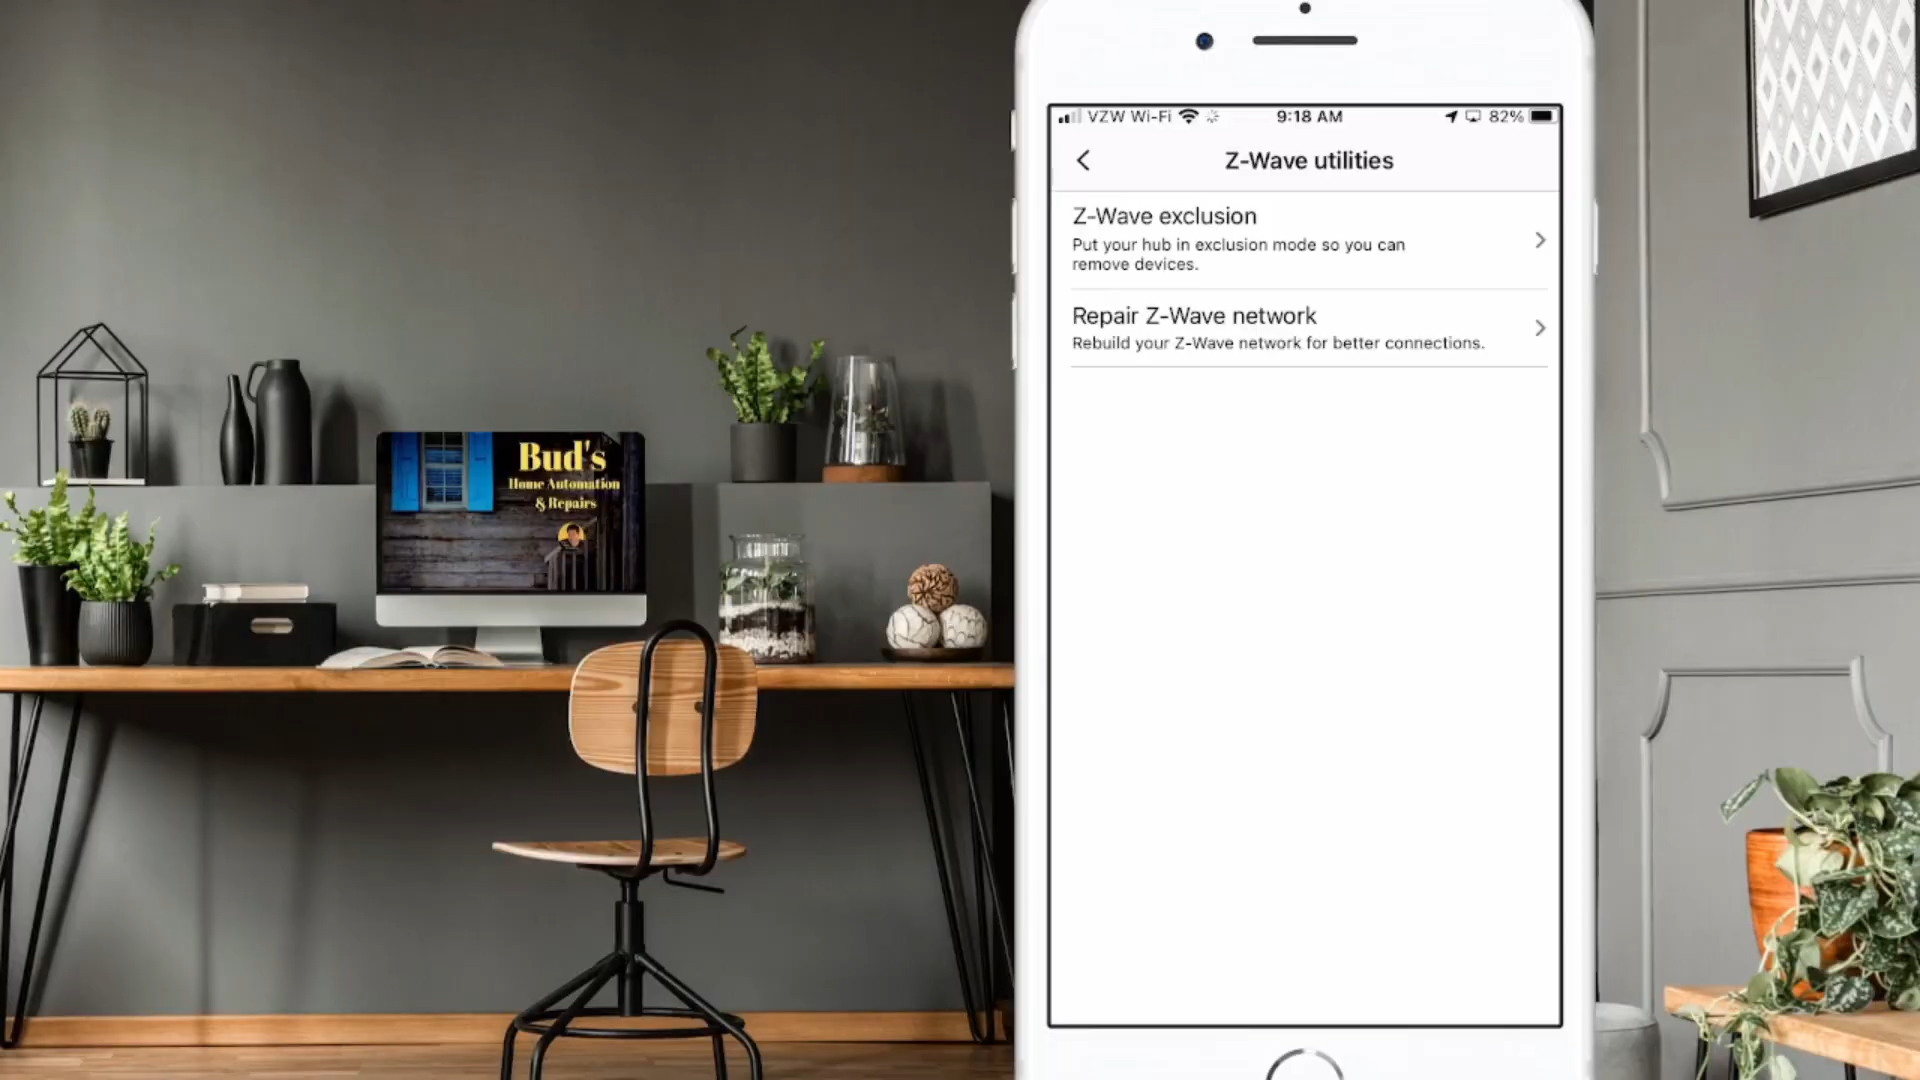 Bud's
Home Automation
& Repairs
VZW Wi-Fi 9:18 AM 82%
Z-Wave utilities
Z-Wave exclusion
Put your hub in exclusion mode so you can
remove devices.
Repair Z-Wave network
Rebuild your Z-Wave network for better connections.